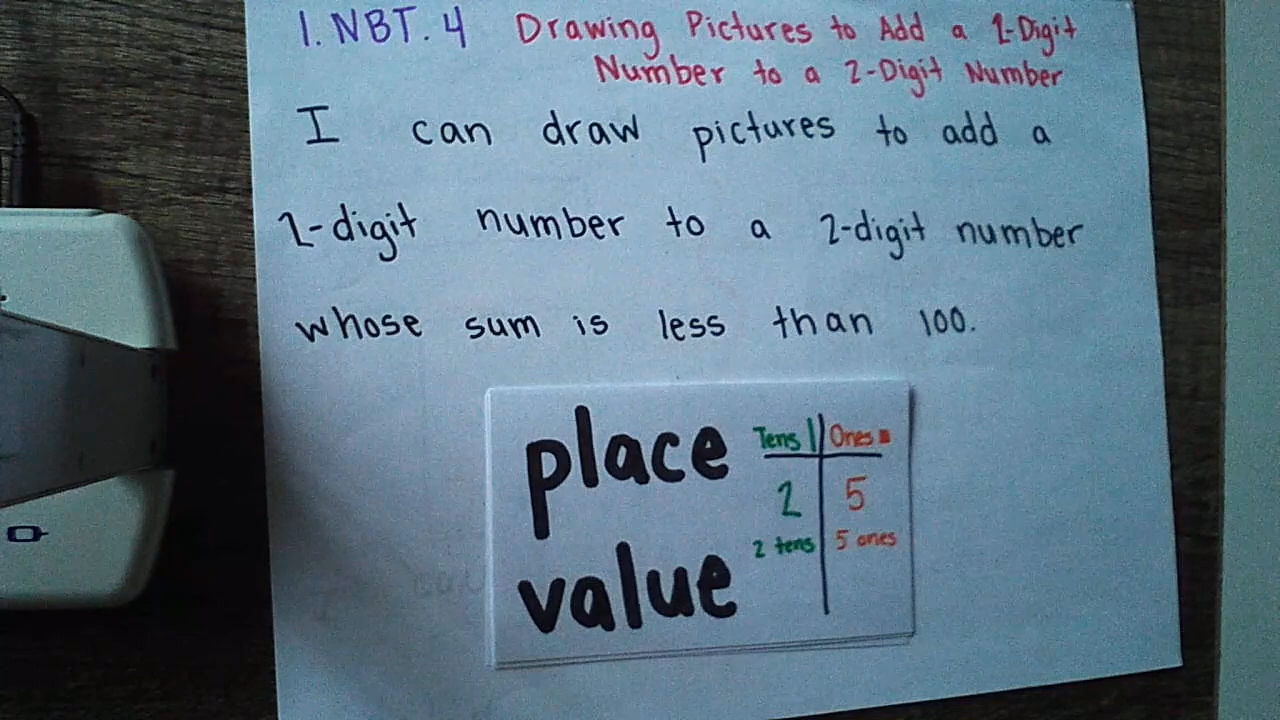 1.NBT.4 Drawing Pictures to Add a 2-Digit
Number to a 2-Digit Number
I can draw pictures to add a
2-digit number to a 2-digit number
whose sum is less than 100.
place
value
Tens Ones
2 5
2 tens 5 ones